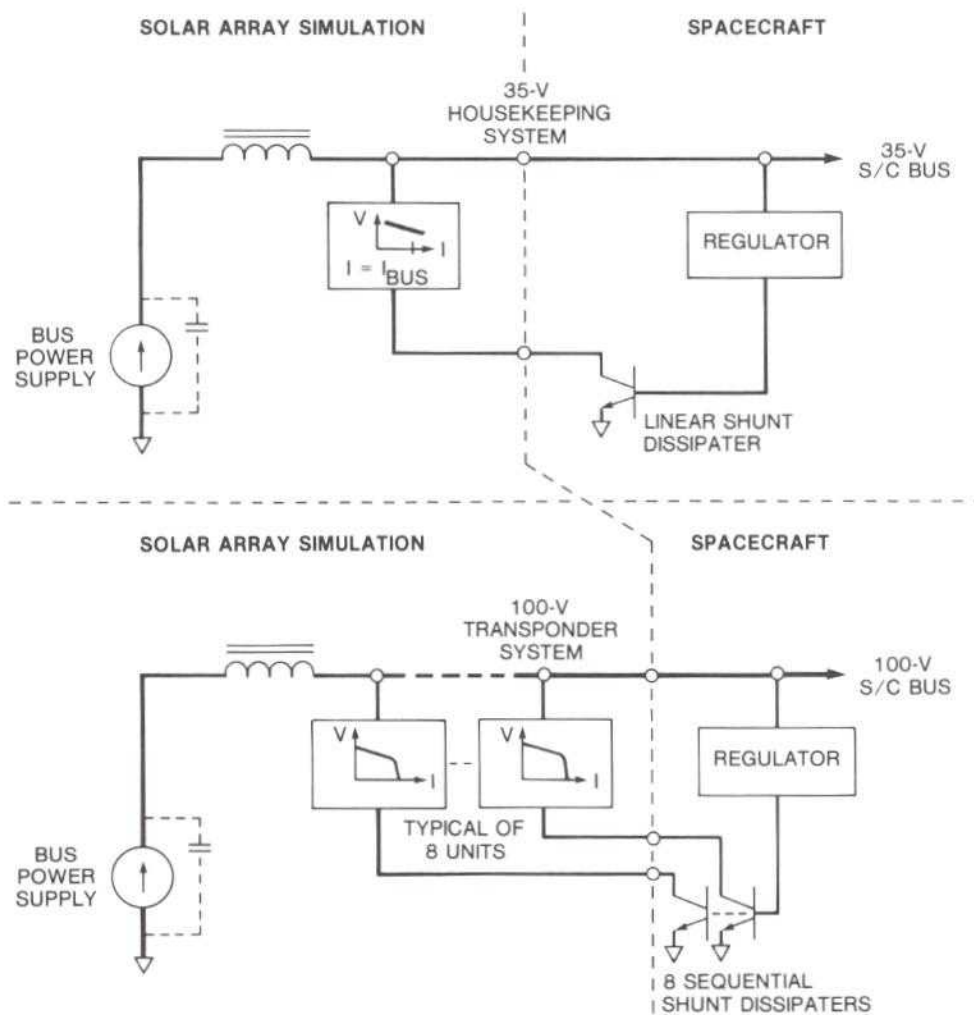 SOLAR ARRAY SIMULATION
SPACECRAFT
35-V
HOUSEKEEPING
SYSTEM
35-V
S/C BUS
V
I
I = I BUS
REGULATOR
BUS
POWER
SUPPLY
LINEAR SHUNT
DISSIPATER
SOLAR ARRAY SIMULATION
SPACECRAFT
100-V
TRANSPONDER
SYSTEM
100-V
S/C BUS
V
I
V
I
REGULATOR
TYPICAL OF
8 UNITS
BUS
POWER
SUPPLY
8 SEQUENTIAL
SHUNT DISSIPATERS